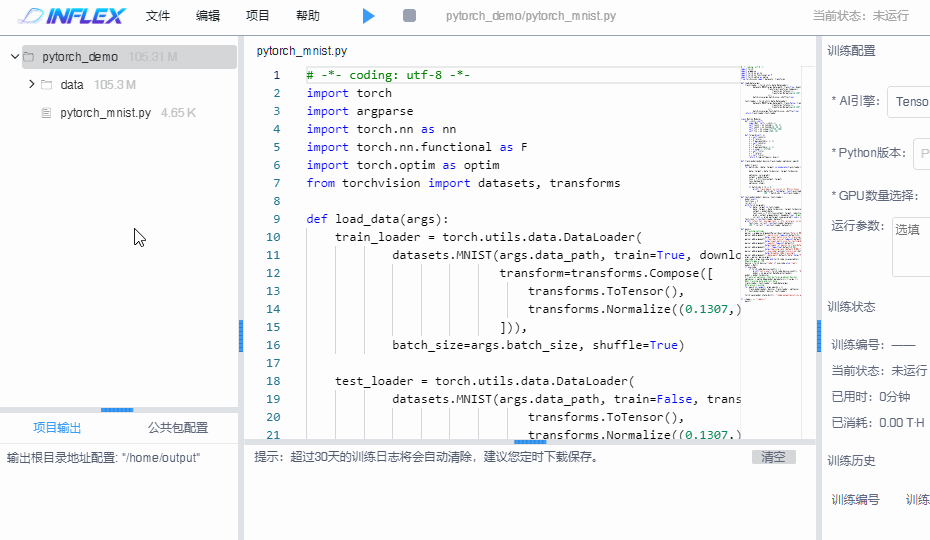 DINFLEX 文件 编辑 项目 帮助 pytorch_demo/pytorch_mnist.py 当前状态：未运行
pytorch_demo 105.31 M
data 105.3 M
pytorch_mnist.py 4.65 K
项目输出 公共包配置
输出根目录地址配置: "/home/output"
pytorch_mnist.py
1 # -*- coding: utf-8 -*-
2 import torch
3 import argparse
4 import torch.nn as nn
5 import torch.nn.functional as F
6 import torch.optim as optim
7 from torchvision import datasets, transforms
8
9 def load_data(args):
10 train_loader = torch.utils.data.DataLoader(
11 datasets.MNIST(args.data_path, train=True, downlo
12 transform=transforms.Compose([
13 transforms.ToTensor(),
14 transforms.Normalize((0.1307,)
15 ])),
16 batch_size=args.batch_size, shuffle=True)
17
18 test_loader = torch.utils.data.DataLoader(
19 datasets.MNIST(args.data_path, train=False, trans
20 transforms.ToTensor(),
21 transforms.Normalize((0.1307,)
提示：超过30天的训练日志将会自动清除，建议您定时下载保存。 清空
训练配置
* AI引擎： Tenso
* Python版本： P
* GPU数量选择：
运行参数： 选填
训练状态
训练编号：——
当前状态：未运行
已用时：0分钟
已消耗：0.00 T·H
训练历史
训练编号 训练